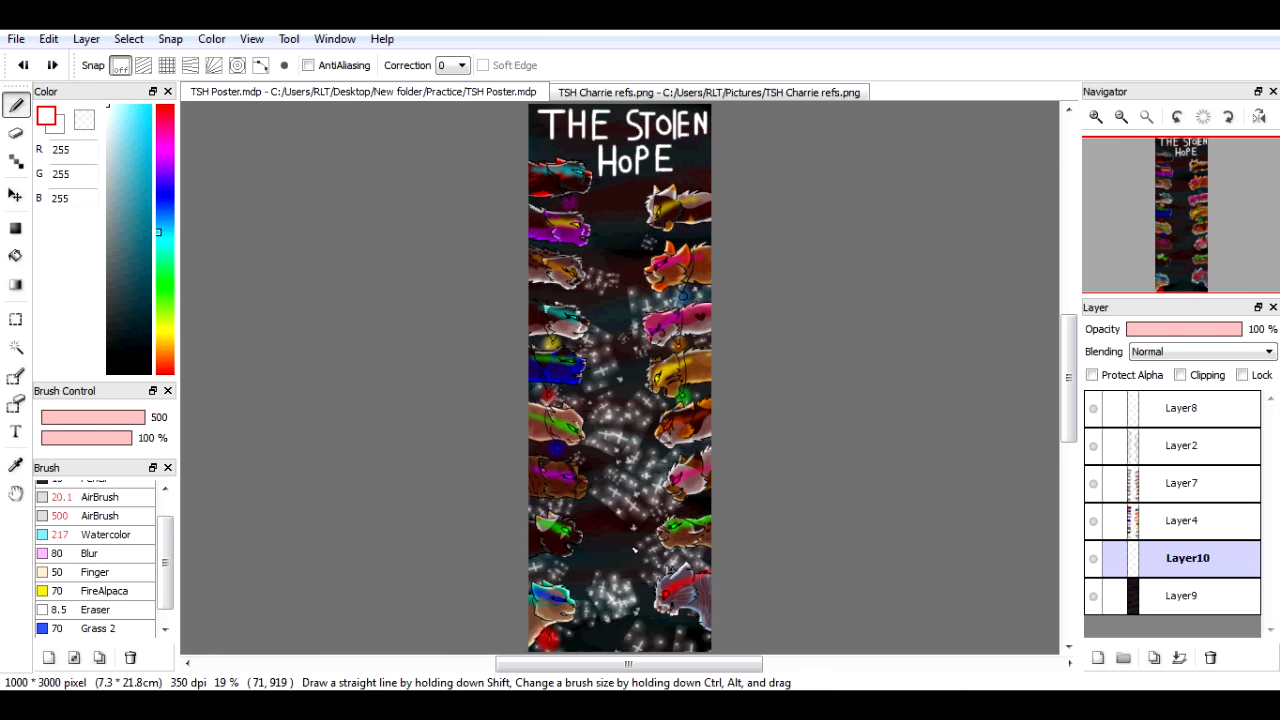 File Edit Layer Select Snap Color View Tool Window Help
Snap off AntiAliasing Correction 0 Soft Edge
Color
TSH Poster.mdp - C:/Users/RLT/Desktop/New folder/Practice/TSH Poster.mdp
TSH Charrie refs.png - C:/Users/RLT/Pictures/TSH Charrie refs.png
Navigator
R 255
G 255
B 255
THE STOlEN
HoPE
THE STOlEN
HoPE
Layer
Opacity 100 %
Blending Normal
Protect Alpha Clipping Lock
Brush Control
500
100 %
Brush
20.1 AirBrush
500 AirBrush
217 Watercolor
80 Blur
50 Finger
70 FireAlpaca
8.5 Eraser
70 Grass 2
Layer8
Layer2
Layer7
Layer4
Layer10
Layer9
1000 * 3000 pixel (7.3 * 21.8cm) 350 dpi 19 % ( 71, 919 ) Draw a straight line by holding down Shift, Change a brush size by holding down Ctrl, Alt, and drag